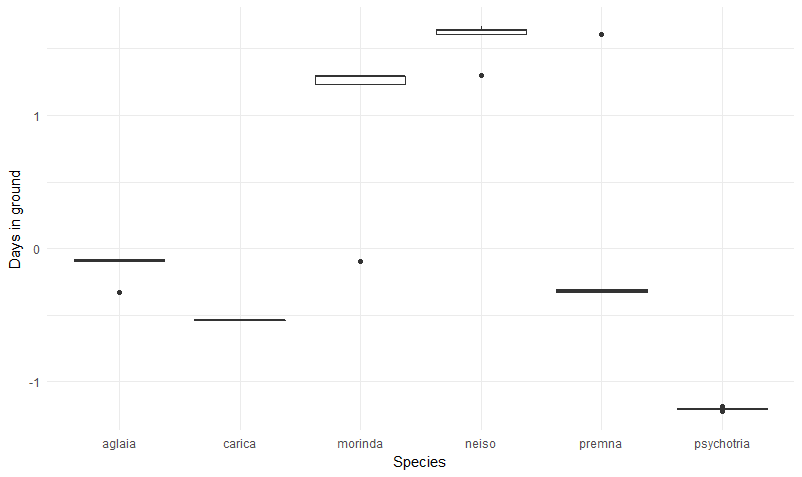 Days in ground
1
0
-1
aglaia
carica
morinda
neiso
premna
psychotria
Species